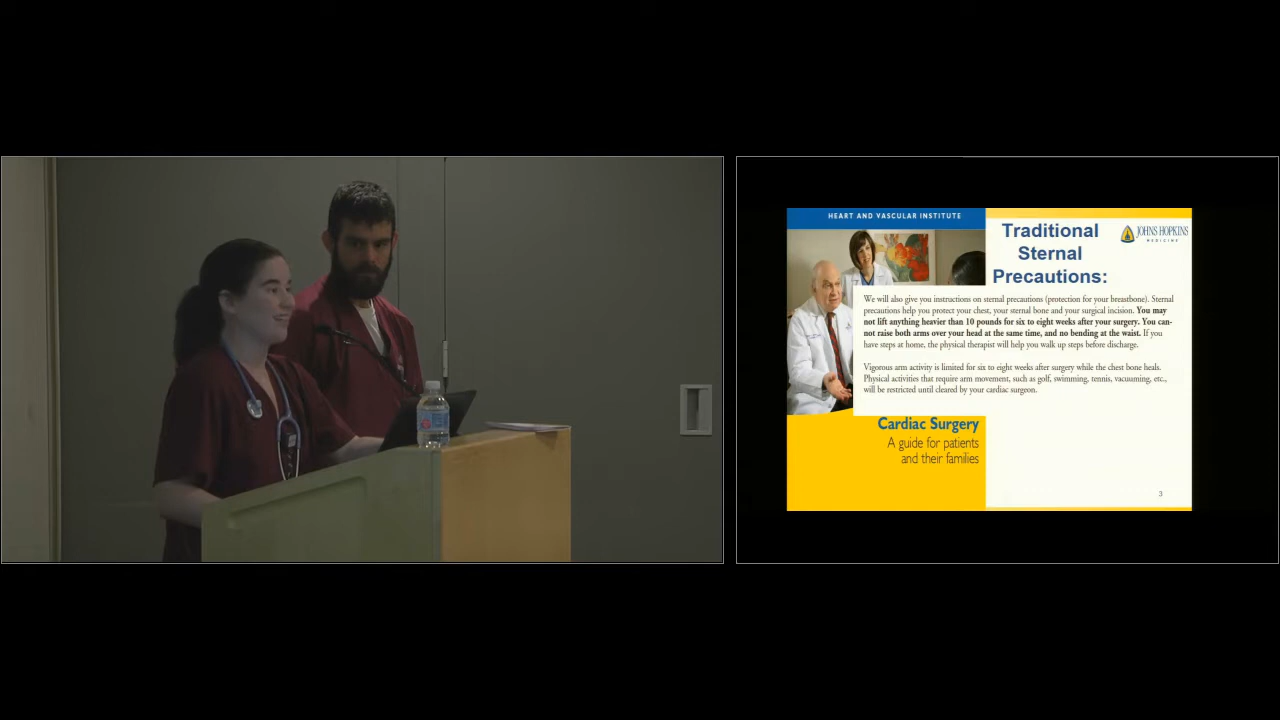 HEART AND VASCULAR INSTITUTE
Traditional
Sternal
Precautions:
JOHNS HOPKINS
MEDICINE
We will also give you instructions on sternal precautions (protection for your breastbone). Sternal
precautions help you protect your chest, your sternal bone and your surgical incision. You may
not lift anything heavier than 10 pounds for six to eight weeks after your surgery. You can-
not raise both arms over your head at the same time, and no bending at the waist. If you
have steps at home, the physical therapist will help you walk up steps before discharge.
Vigorous arm activity is limited for six to eight weeks after surgery while the chest bone heals.
Physical activities that require arm movement, such as golf, swimming, tennis, vacuuming, etc.,
will be restricted until cleared by your cardiac surgeon.
Cardiac Surgery
A guide for patients
and their families
3